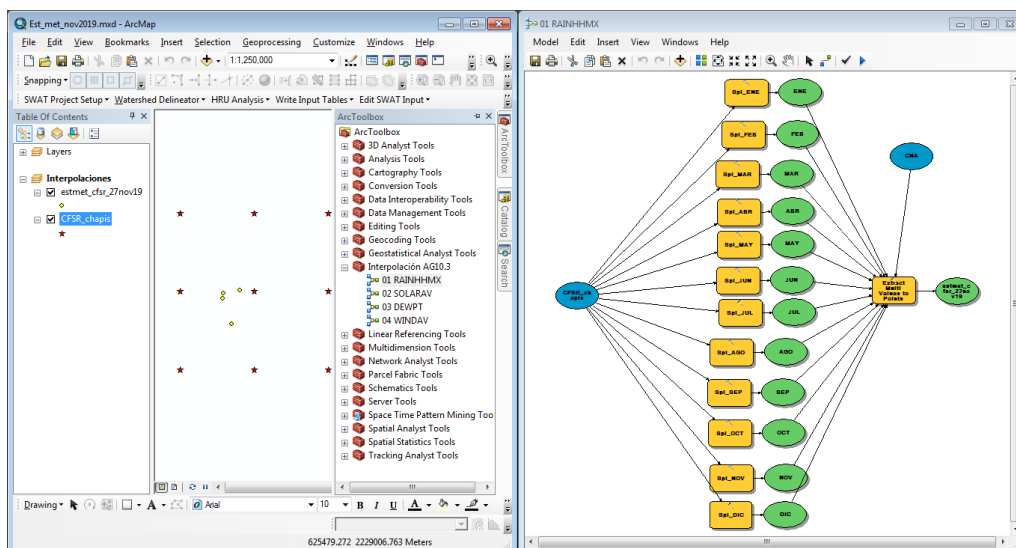 Est_met_nov2019.mxd - ArcMap
File Edit View Bookmarks Insert Selection Geoprocessing Customize Windows Help
1:1,250,000
Snapping
SWAT Project Setup Watershed Delineator HRU Analysis Write Input Tables Edit SWAT Input
Table Of Contents
Layers
Interpolaciones
estmet_cfsr_27nov19
CFSR_chapis
ArcToolbox
ArcToolbox
3D Analyst Tools
Analysis Tools
Cartography Tools
Conversion Tools
Data Interoperability Tools
Data Management Tools
Editing Tools
Geocoding Tools
Geostatistical Analyst Tools
Interpolación AG10.3
01 RAINHHMX
02 SOLARAV
03 DEWPT
04 WINDAV
Linear Referencing Tools
Multidimension Tools
Network Analyst Tools
Parcel Fabric Tools
Schematics Tools
Server Tools
Space Time Pattern Mining Too
Spatial Analyst Tools
Spatial Statistics Tools
Tracking Analyst Tools
ArcToolbox
Catalog
Search
Drawing
A
Arial
10
B I U A
625479.272 2229006.763 Meters
01 RAINHHMX
Model Edit Insert View Windows Help
Spl_ENE
ENE
Spl_FEB
FEB
CNA
Spl_MAR
MAR
Spl_ABR
ABR
Spl_MAY
MAY
CFSR_ch
apis
Spl_JUN
JUN
Extract
Multi
Values to
Points
estmet_c
fsr_27no
v19
Spl_JUL
JUL
Spl_AGO
AGO
Spl_SEP
SEP
Spl_OCT
OCT
Spl_NOV
NOV
Spl_DIC
DIC